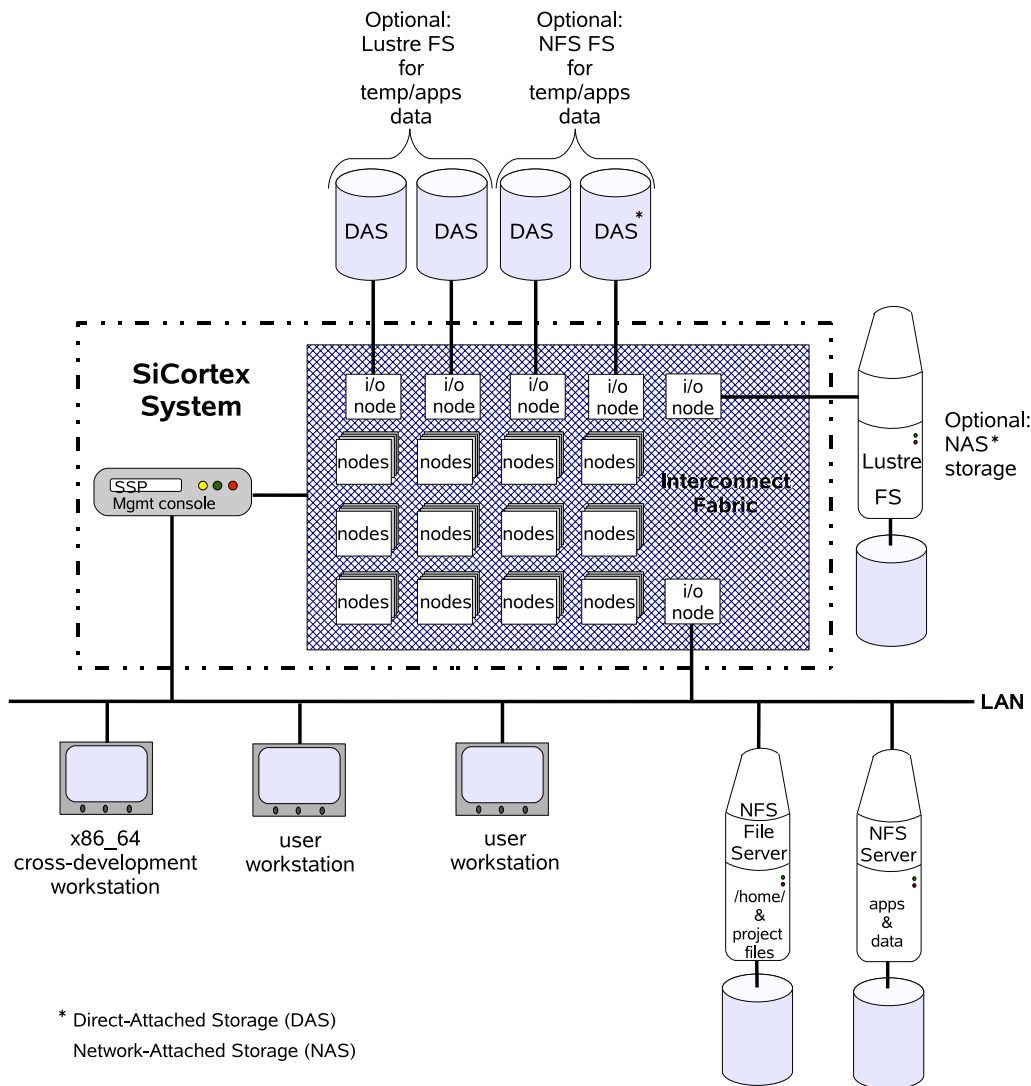 Optional:
Lustre FS
for
temp/apps
data
Optional:
NFS FS
for
temp/apps
data
DAS
DAS
DAS
DAS*
SiCortex
System
i/o
node
i/o
node
i/o
node
i/o
node
i/o
node
Optional:
NAS*
storage
Lustre
FS
nodes
nodes
nodes
nodes
Interconnect
Fabric
SSP
Mgmt console
nodes
nodes
nodes
nodes
nodes
nodes
nodes
nodes
i/o
node
LAN
x86_64
cross-development
workstation
user
workstation
user
workstation
NFS
File
Server
/home/
&
project
files
NFS
Server
apps
&
data
* Direct-Attached Storage (DAS)
Network-Attached Storage (NAS)